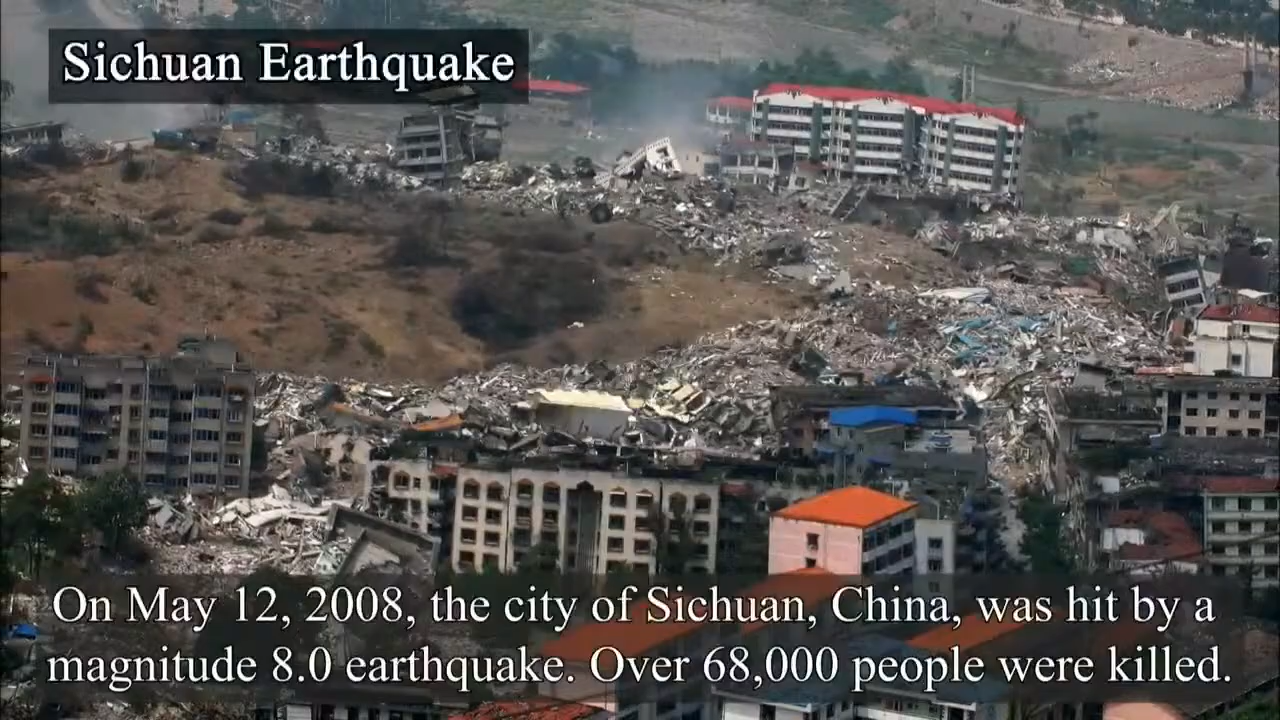 Sichuan Earthquake
On May 12, 2008, the city of Sichuan, China, was hit by a
magnitude 8.0 earthquake. Over 68,000 people were killed.